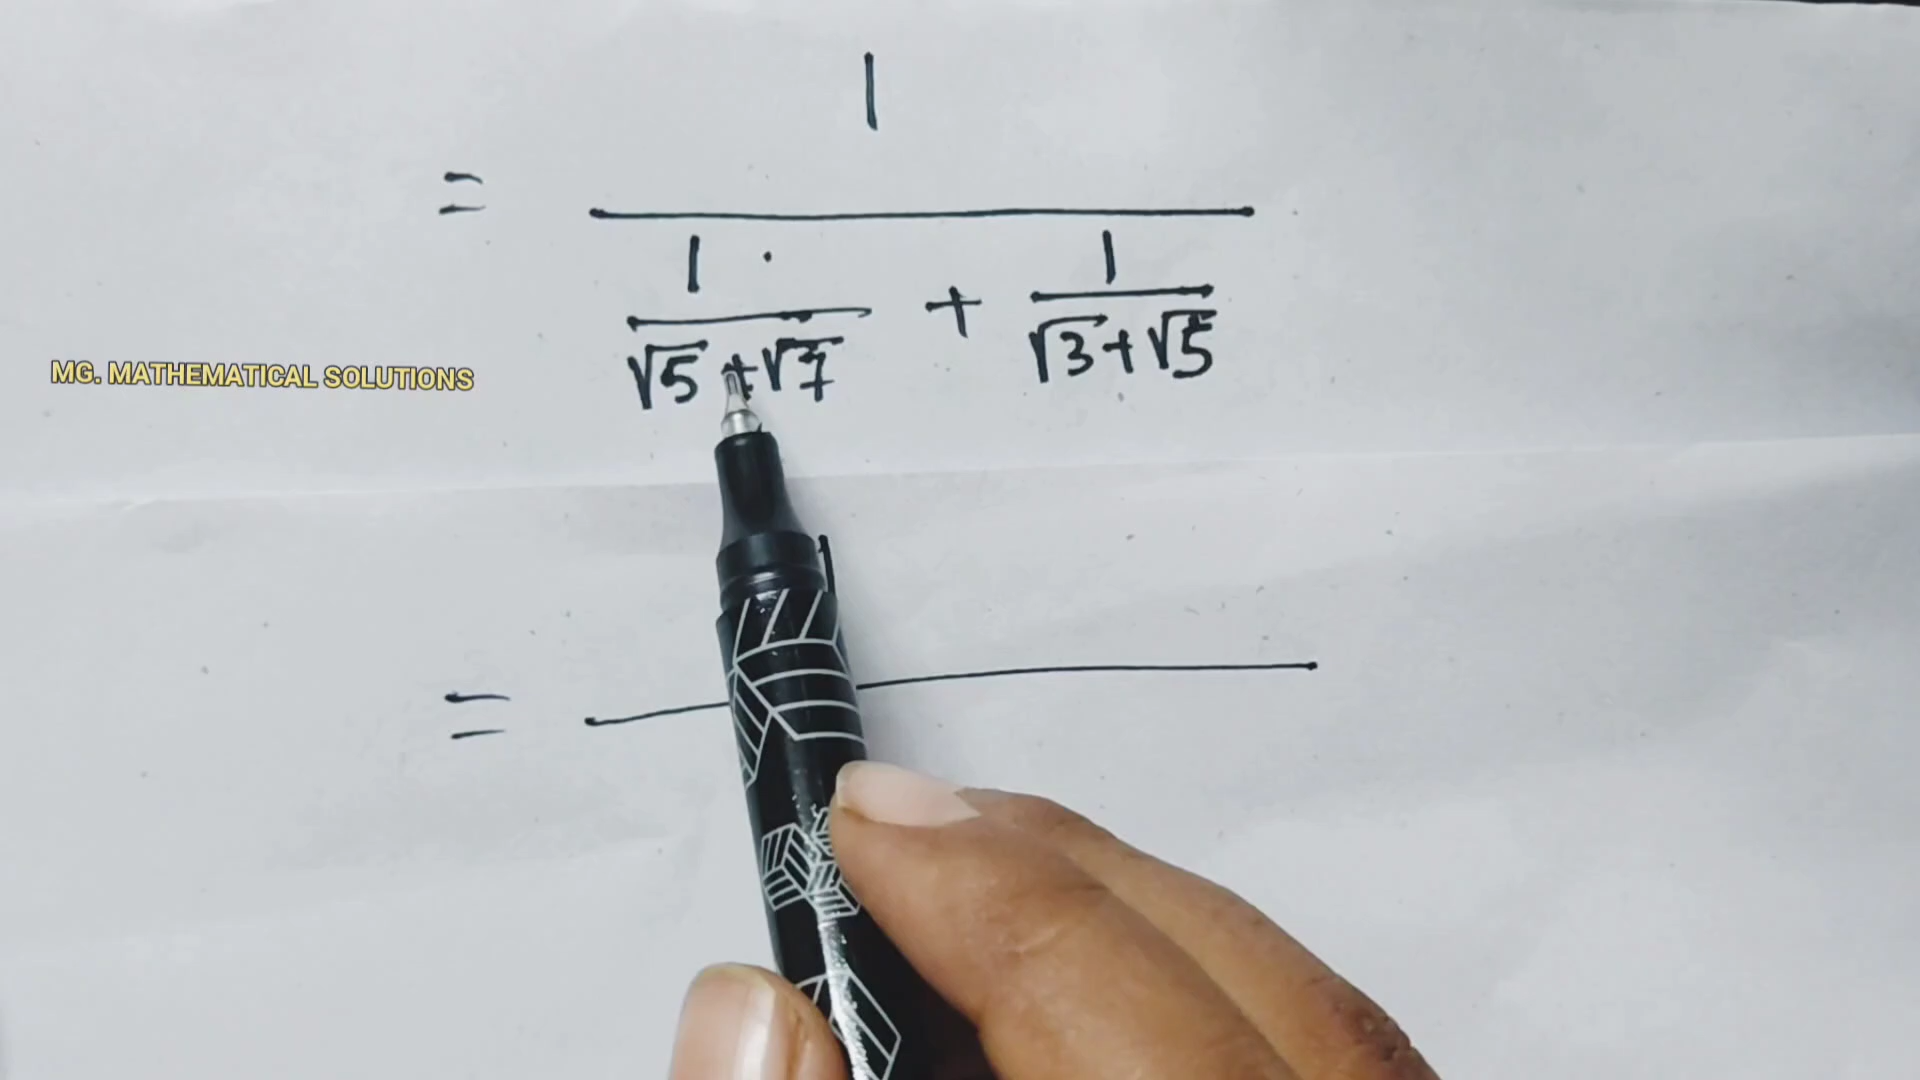 1
=
1 . 1
+
√5+√7 √3+√5
MG. MATHEMATICAL SOLUTIONS
=